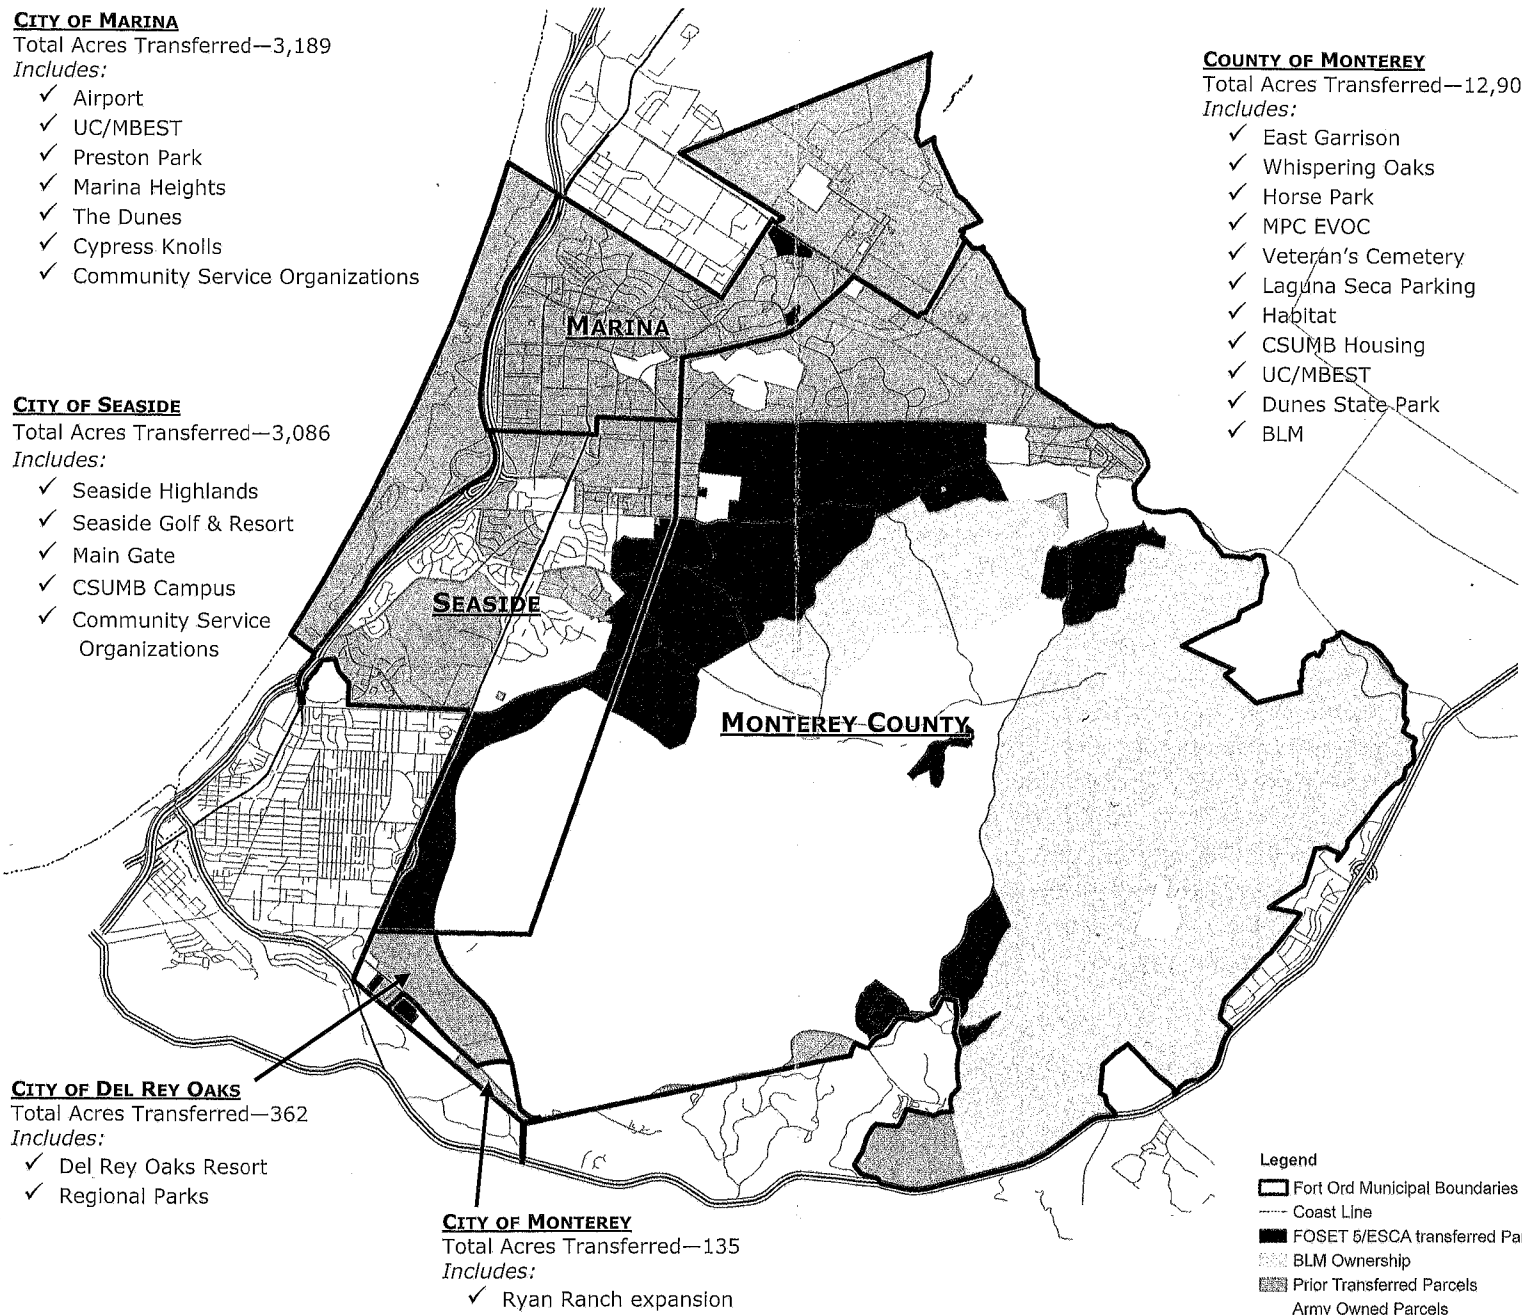 CITY OF MARINA
Total Acres Transferred—3,189
Includes:
✓ Airport
✓ UC/MBEST
✓ Preston Park
✓ Marina Heights
✓ The Dunes
✓ Cypress Knolls
✓ Community Service Organizations
COUNTY OF MONTEREY
Total Acres Transferred—12,90
Includes:
✓ East Garrison
✓ Whispering Oaks
✓ Horse Park
✓ MPC EVOC
✓ Veteran's Cemetery
✓ Laguna Seca Parking
✓ Habitat
✓ CSUMB Housing
✓ UC/MBEST
✓ Dunes State Park
✓ BLM
MARINA
CITY OF SEASIDE
Total Acres Transferred—3,086
Includes:
✓ Seaside Highlands
✓ Seaside Golf & Resort
✓ Main Gate
✓ CSUMB Campus
✓ Community Service
Organizations
SEASIDE
MONTEREY COUNTY
CITY OF DEL REY OAKS
Total Acres Transferred—362
Includes:
✓ Del Rey Oaks Resort
✓ Regional Parks
CITY OF MONTEREY
Total Acres Transferred—135
Includes:
✓ Ryan Ranch expansion
Legend
Fort Ord Municipal Boundaries
Coast Line
FOSET 5/ESCA transferred Pa
BLM Ownership
Prior Transferred Parcels
Army Owned Parcels